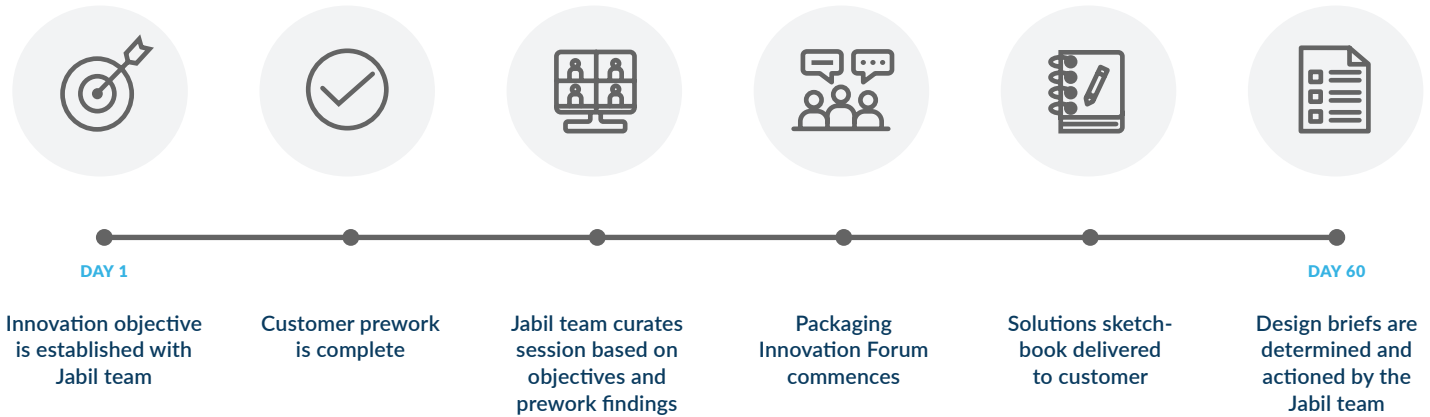 DAY 1
DAY 60
Innovation objective
is established with
Jabil team
Customer prework
is complete
Jabil team curates
session based on
objectives and
prework findings
Packaging
Innovation Forum
commences
Solutions sketch-
book delivered
to customer
Design briefs are
determined and
actioned by the
Jabil team